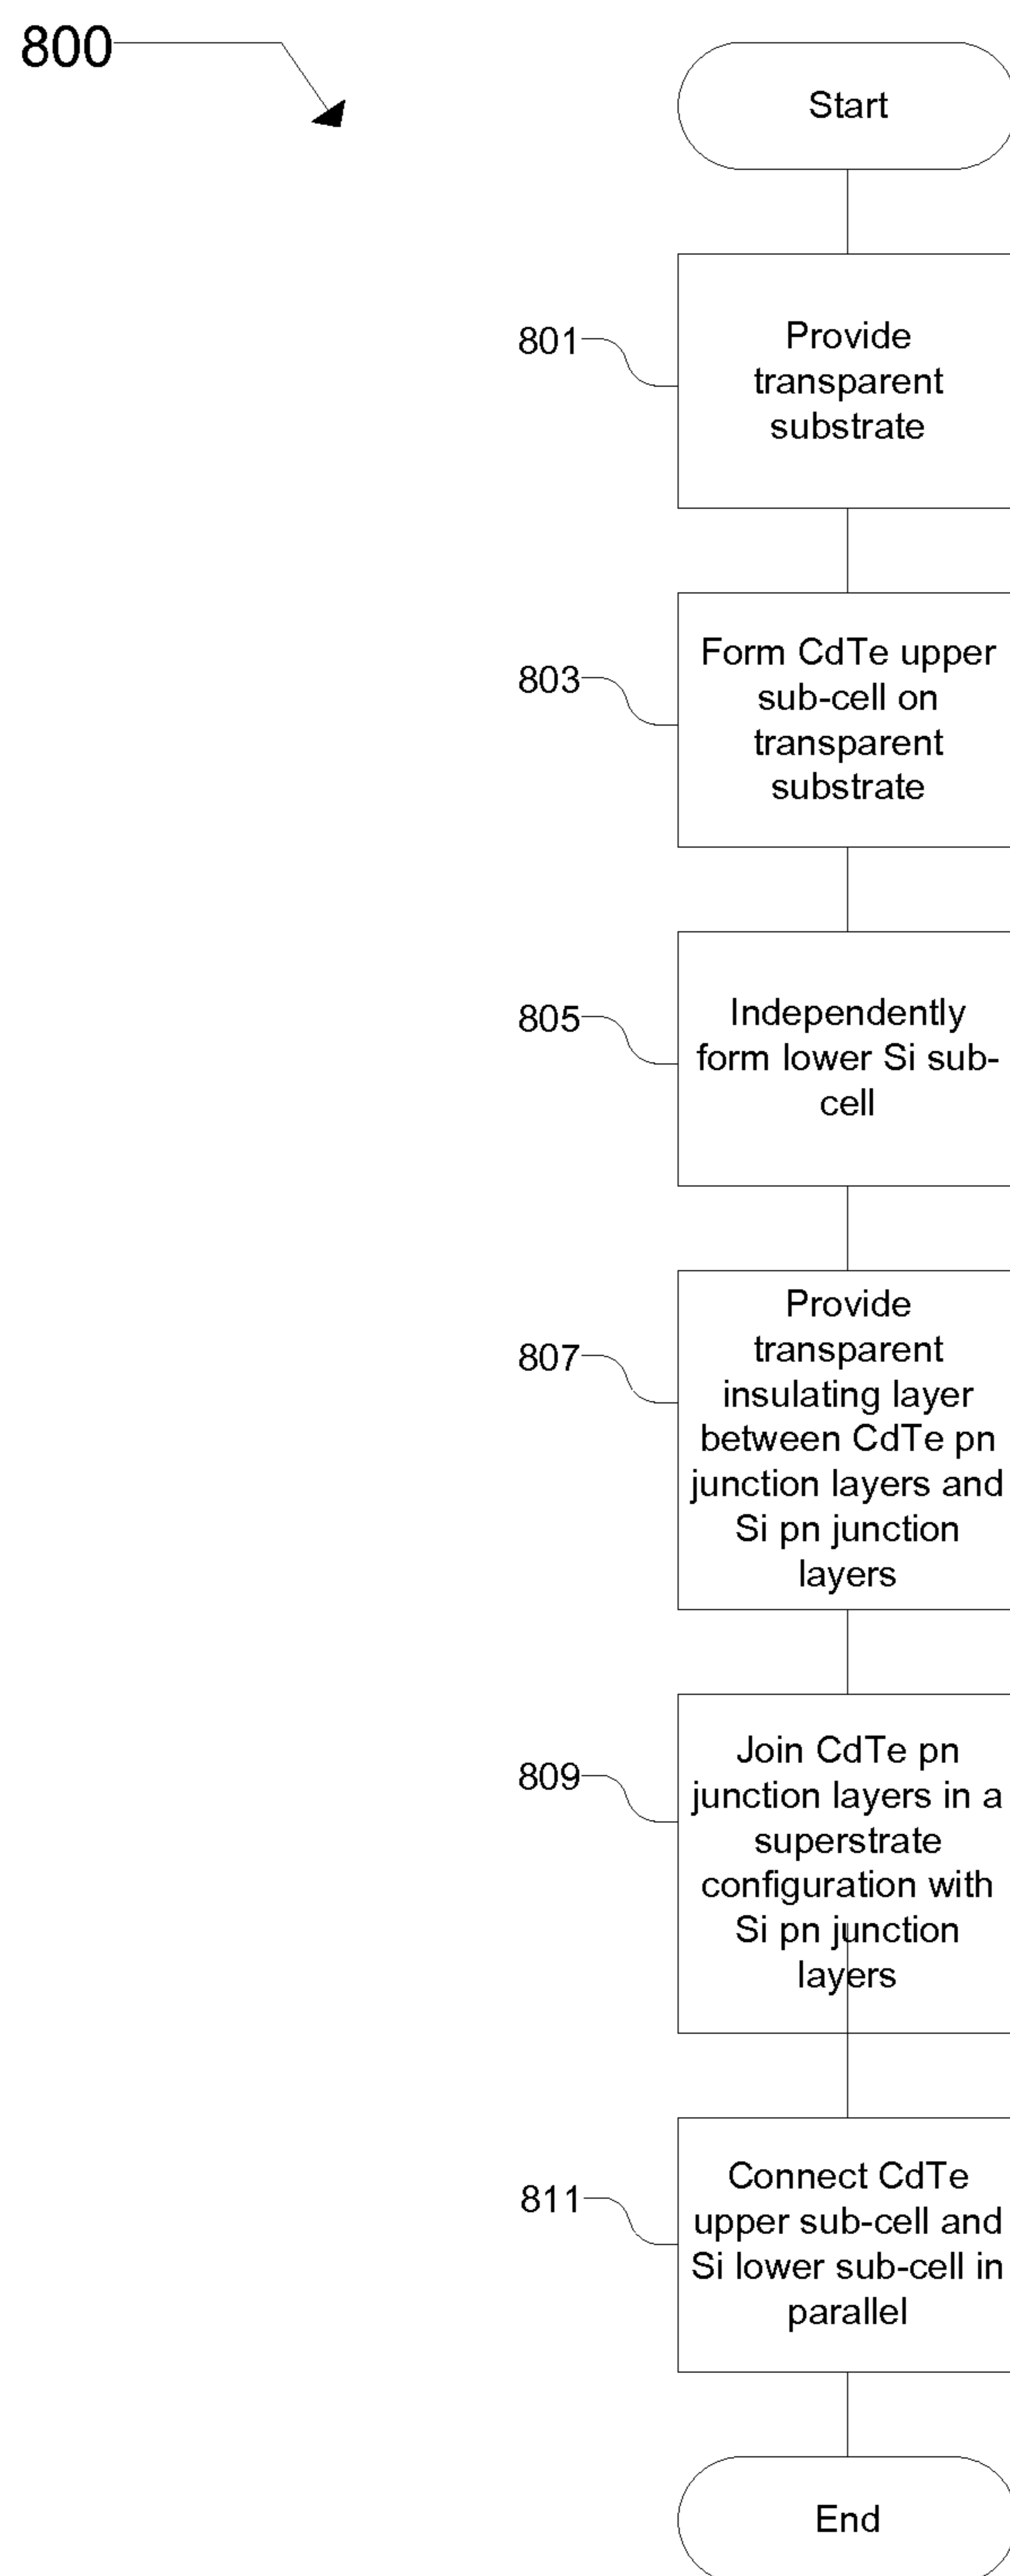 800
Start
801
Provide
transparent
substrate
803
Form CdTe upper
sub-cell on
transparent
substrate
805
Independently
form lower Si sub-
cell
807
Provide
transparent
insulating layer
between CdTe pn
junction layers and
Si pn junction
layers
809
Join CdTe pn
junction layers in a
superstrate
configuration with
Si pn junction
layers
811
Connect CdTe
upper sub-cell and
Si lower sub-cell in
parallel
End